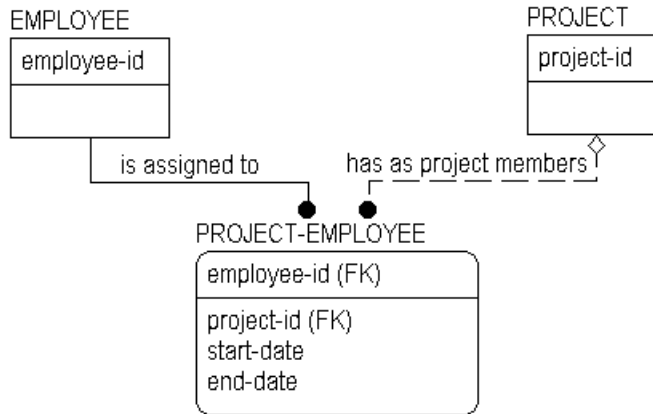 EMPLOYEE
employee-id
PROJECT
project-id
is assigned to
has as project members
PROJECT-EMPLOYEE
employee-id (FK)
project-id (FK)
start-date
end-date